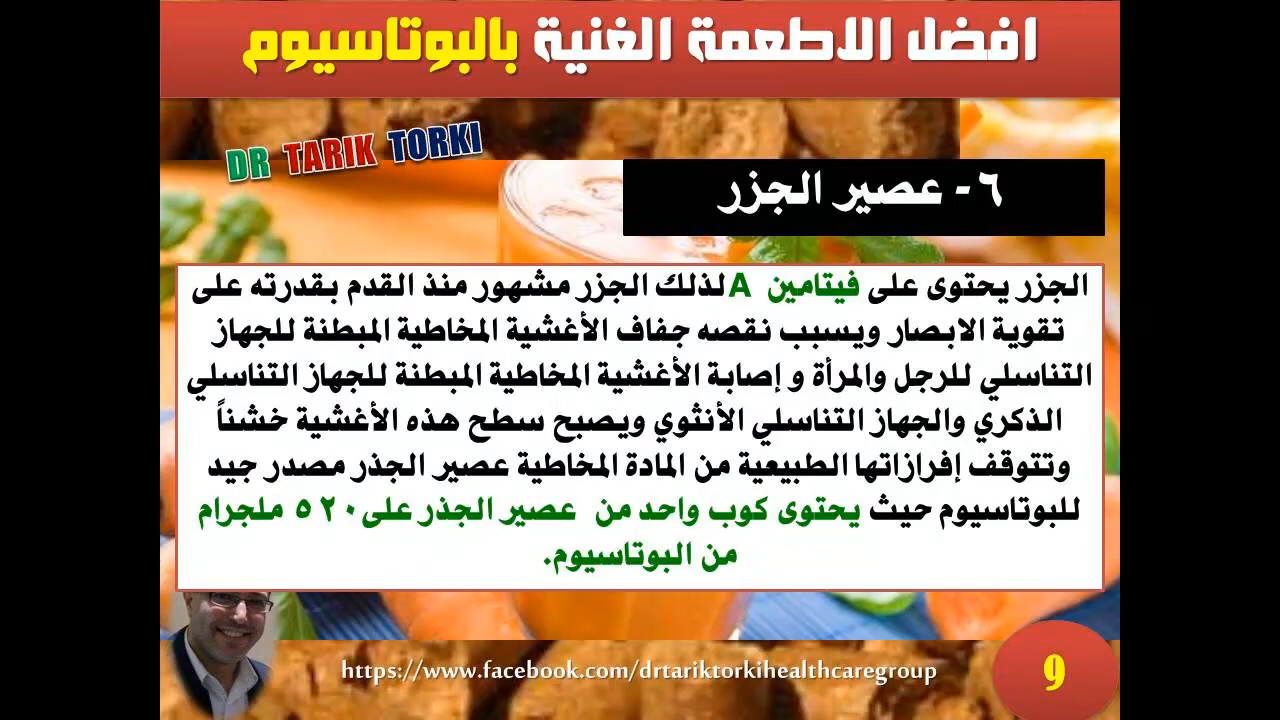 افضل الاطعمة الغنية بالبوتاسيوم
DR TARIK TORKI
٦- عصير الجزر
الجزر يحتوى على فيتامين A لذلك الجزر مشهور منذ القدم بقدرته على
تقوية الابصار ويسبب نقصه جفاف الأغشية المخاطية المبطنة للجهاز
التناسلي للرجل والمرأة و إصابة الأغشية المخاطية المبطنة للجهاز التناسلي
الذكري والجهاز التناسلي الأنثوي ويصبح سطح هذه الأغشية خشناً
وتتوقف إفرازاتها الطبيعية من المادة المخاطية عصير الجذر مصدر جيد
للبوتاسيوم حيث يحتوى كوب واحد من عصير الجذر على٥٢٠ ملجرام
من البوتاسيوم.
https://www.facebook.com/drtariktorkihealthcaregroup
9